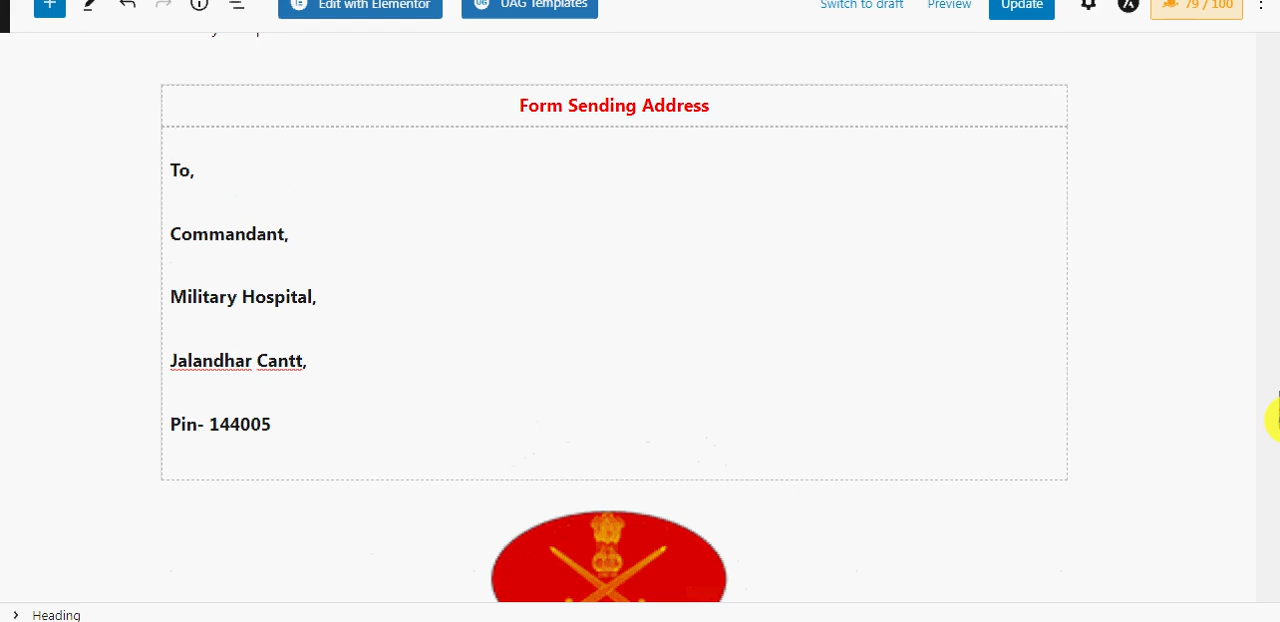 Edit with Elementor
UAG Templates
Switch to draft
Preview
Update
79 / 100
Form Sending Address
To,
Commandant,
Military Hospital,
Jalandhar Cantt,
Pin- 144005
Heading